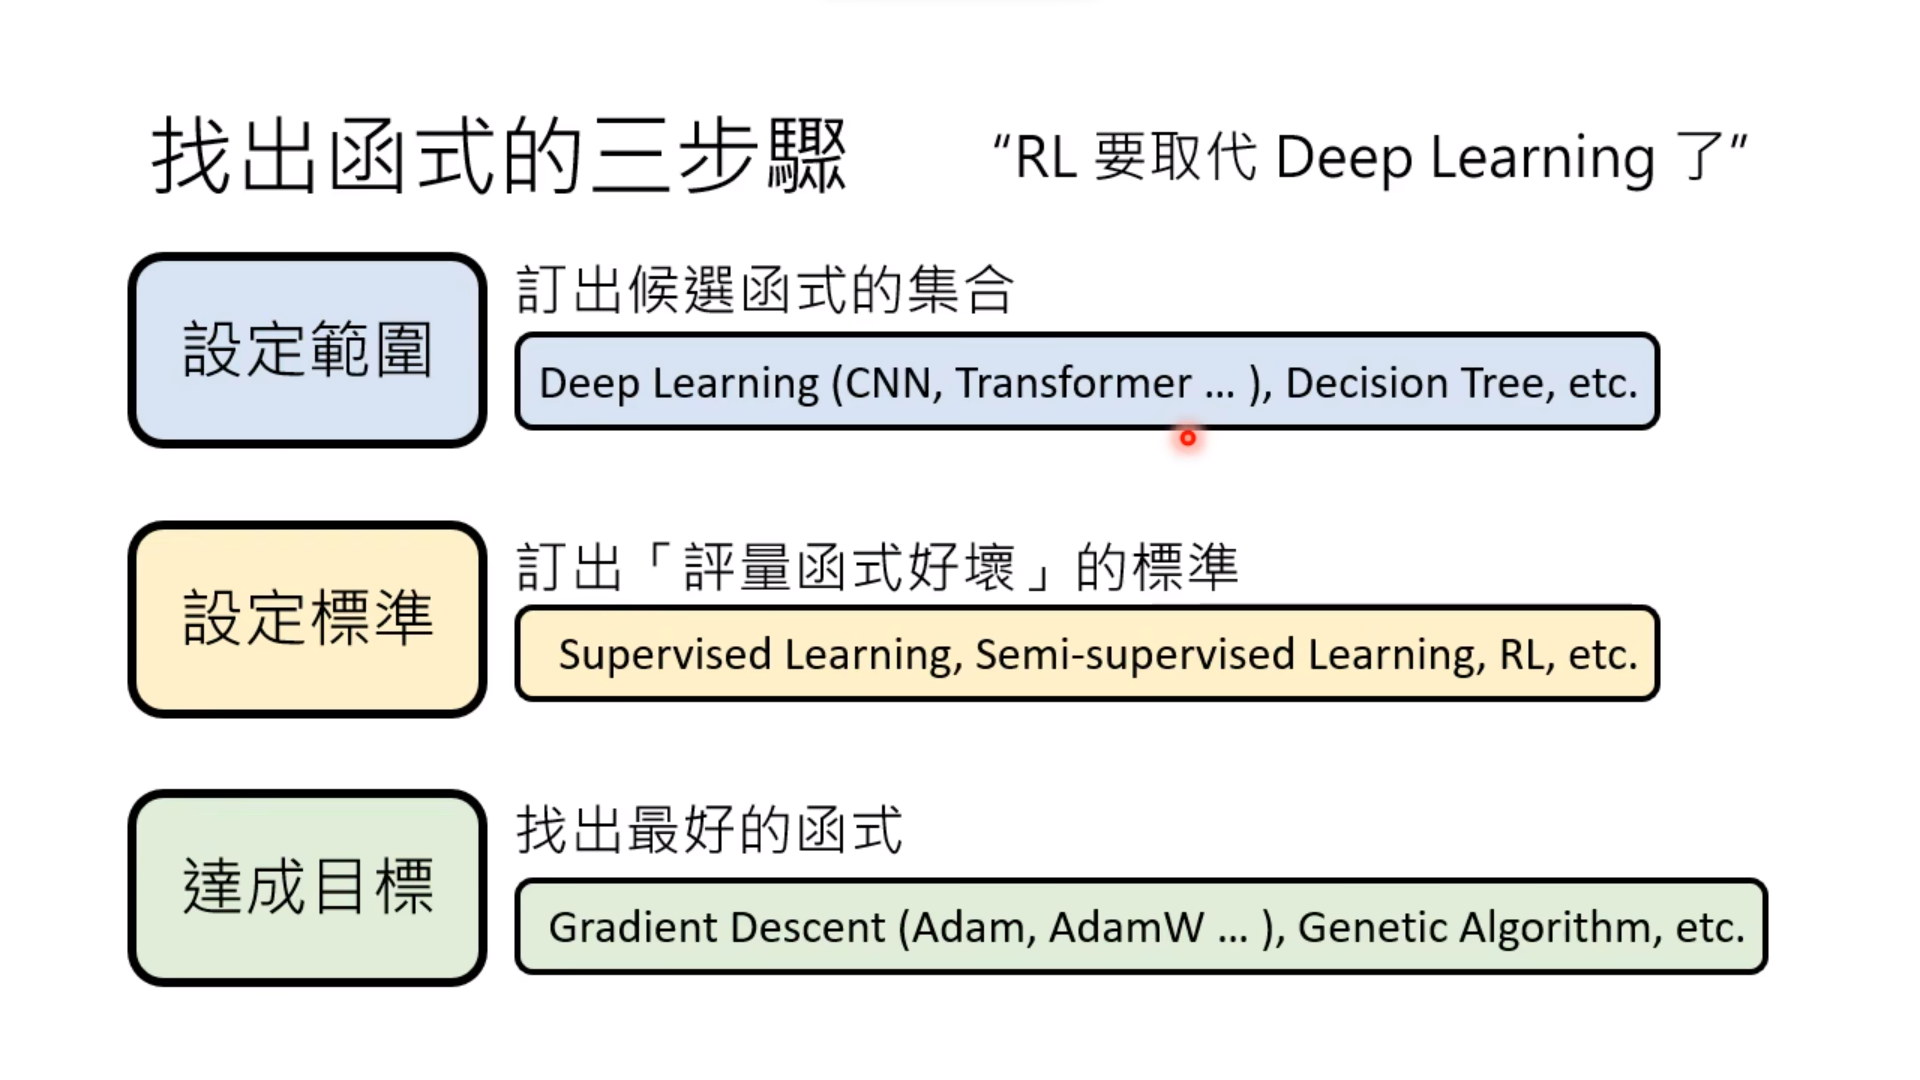 找出函式的三步驟
“RL 要取代 Deep Learning 了”
設定範圍
訂出候選函式的集合
Deep Learning (CNN, Transformer ... ), Decision Tree, etc.
設定標準
訂出「評量函式好壞」的標準
Supervised Learning, Semi-supervised Learning, RL, etc.
達成目標
找出最好的函式
Gradient Descent (Adam, AdamW ... ), Genetic Algorithm, etc.